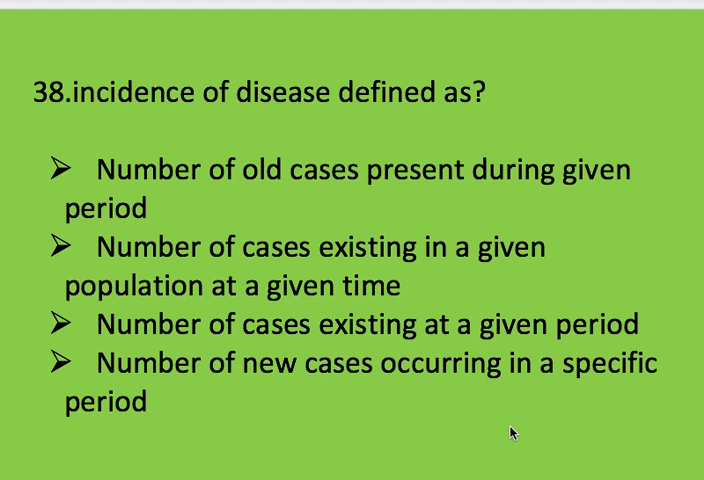 38.incidence of disease defined as?
➢ Number of old cases present during given
period
➢ Number of cases existing in a given
population at a given time
➢ Number of cases existing at a given period
➢ Number of new cases occurring in a specific
period